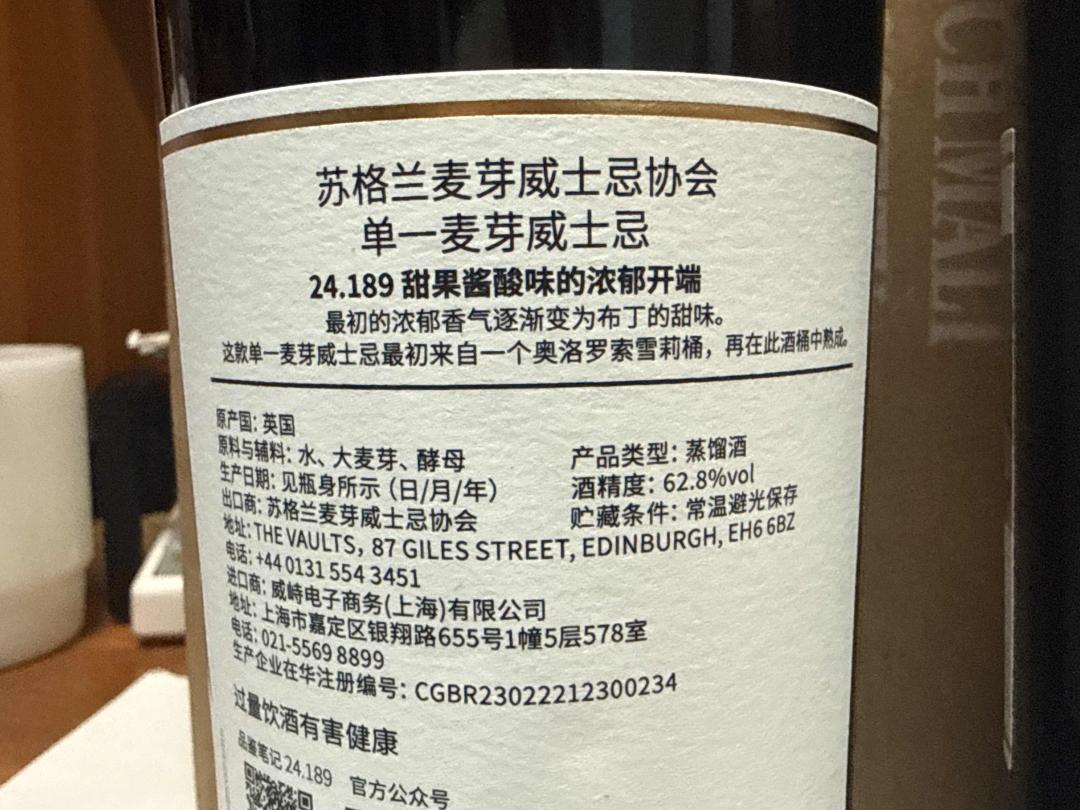 苏格兰麦芽威士忌协会
单一麦芽威士忌
24.189 甜果酱酸味的浓郁开端
最初的浓郁香气逐渐变为布丁的甜味。
这款单一麦芽威士忌最初来自一个奥洛罗索雪莉桶，再在此酒桶中熟成。
原产国：英国
原料与辅料：水、大麦芽、酵母
产品类型：蒸馏酒
生产日期：见瓶身所示（日/月/年）
酒精度：62.8%vol
出口商：苏格兰麦芽威士忌协会
贮藏条件：常温避光保存
地址：THE VAULTS，87 GILES STREET, EDINBURGH, EH6 6BZ
电话：+44 0131 554 3451
进口商：威峙电子商务(上海)有限公司
地址：上海市嘉定区银翔路655号1幢5层578室
电话：021-5569 8899
生产企业在华注册编号：CGBR23022212300234
过量饮酒有害健康
品鉴笔记 24.189
官方公众号
CH MALT